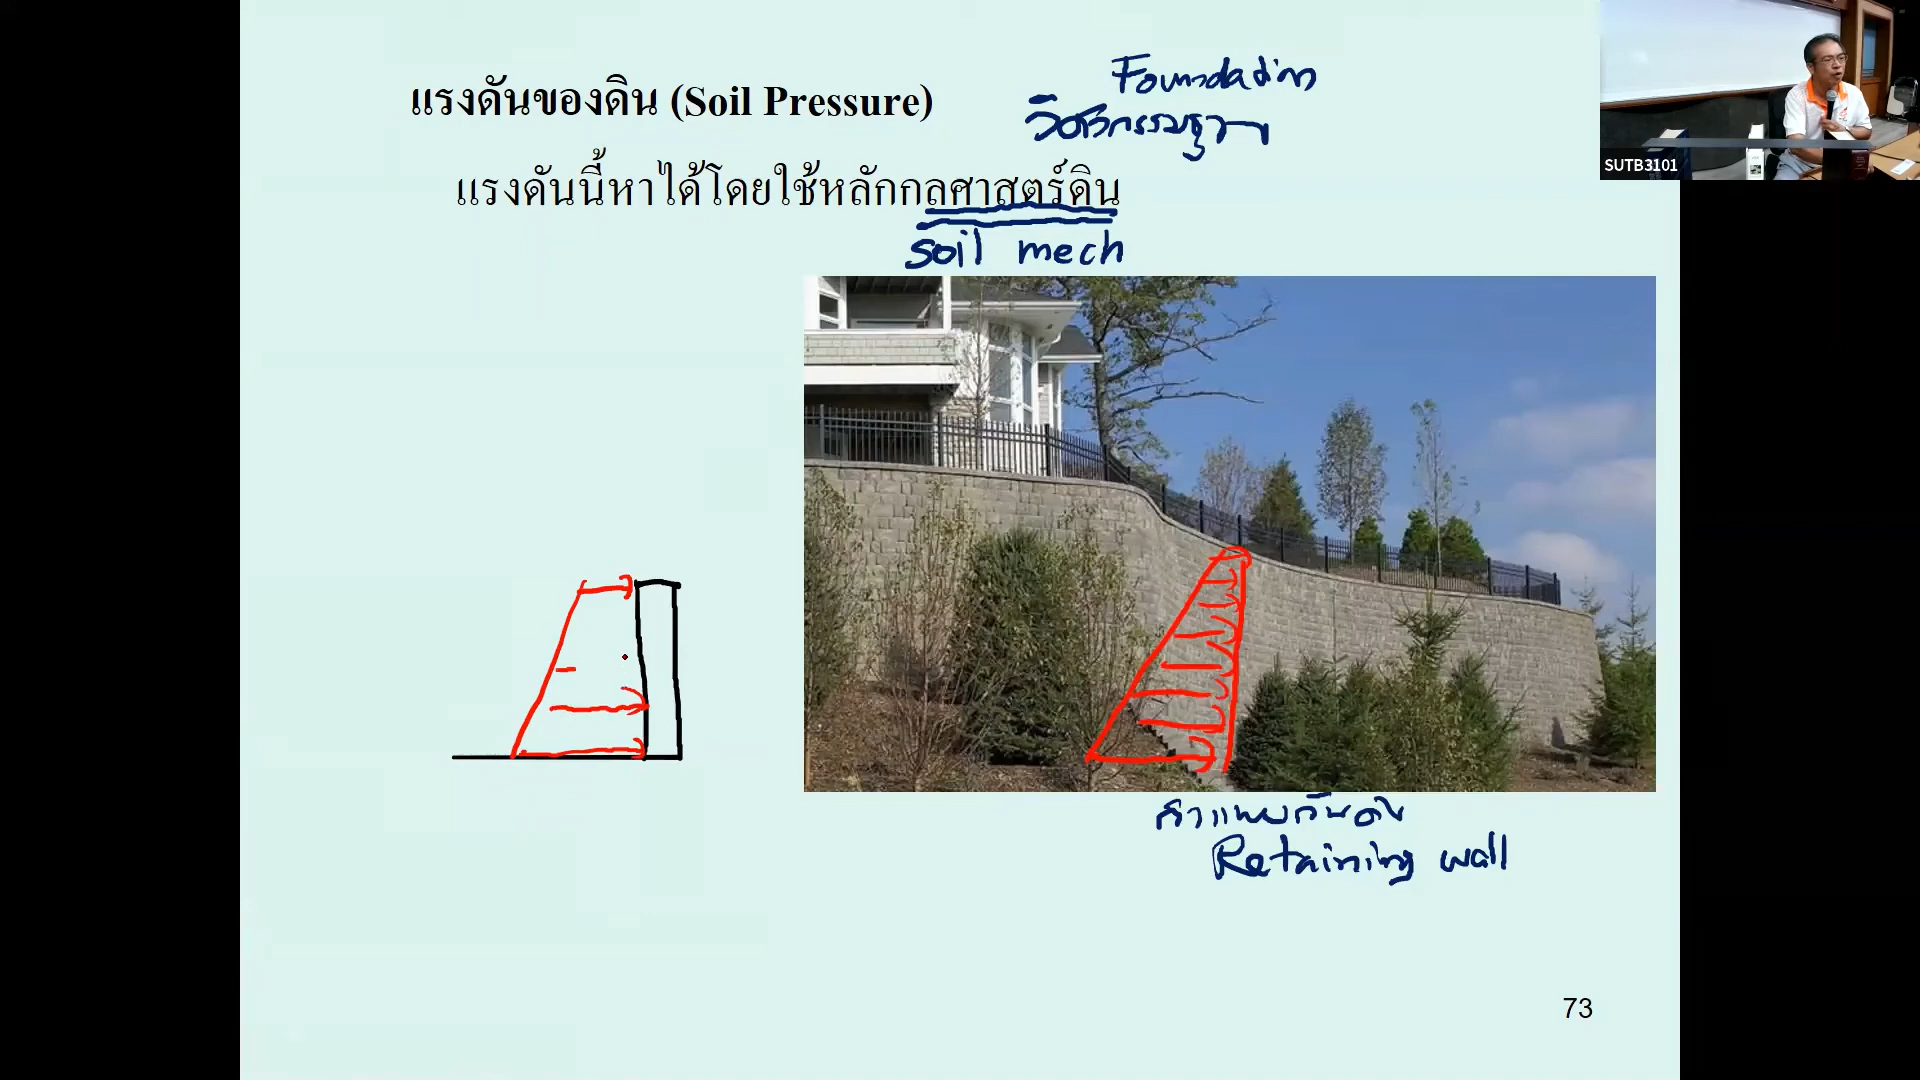 แรงดันของดิน (Soil Pressure)
Foundation
วิศวกรรมฐาน
แรงดันนี้หาได้โดยใช้หลักกลศาสตร์ดิน
soil mech
SUTB3101
กำแพงกันดิน
Retaining wall
73